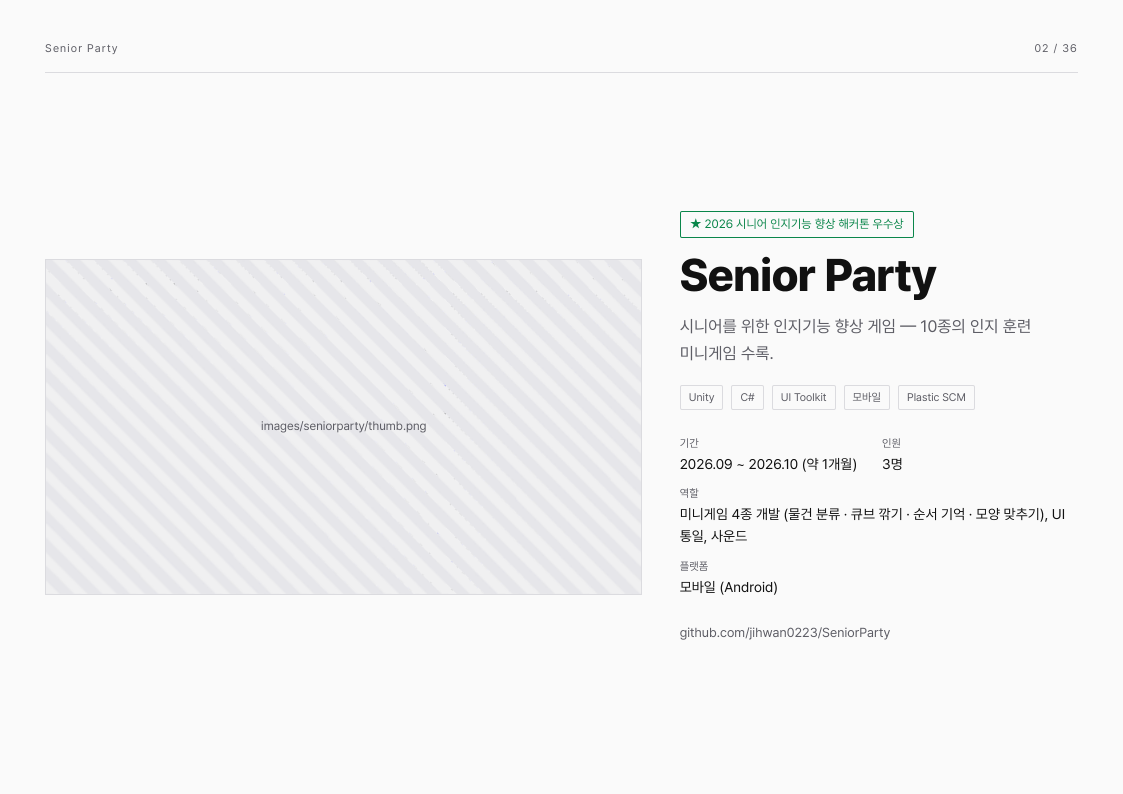 Senior Party
02 / 36
images/seniorparty/thumb.png
★ 2026 시니어 인지기능 향상 해커톤 우수상
Senior Party
시니어를 위한 인지기능 향상 게임 — 10종의 인지 훈련
미니게임 수록.
Unity
C#
UI Toolkit
모바일
Plastic SCM
기간
2026.09 ~ 2026.10 (약 1개월)
인원
3명
역할
미니게임 4종 개발 (물건 분류 · 큐브 깎기 · 순서 기억 · 모양 맞추기), UI
통일, 사운드
플랫폼
모바일 (Android)
github.com/jihwan0223/SeniorParty